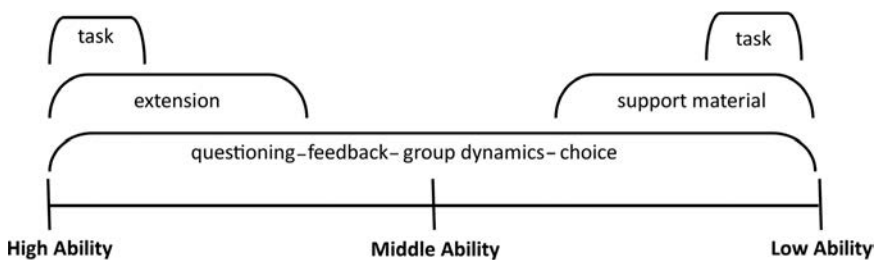 task task
extension support material
questioning–feedback–group dynamics–choice
High Ability Middle Ability Low Ability